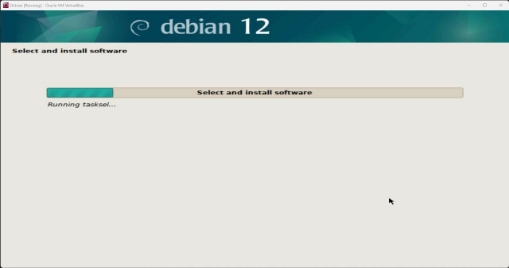 Debian [Running] - Oracle VM VirtualBox
debian 12
Select and install software
Select and install software
Running tasksel...